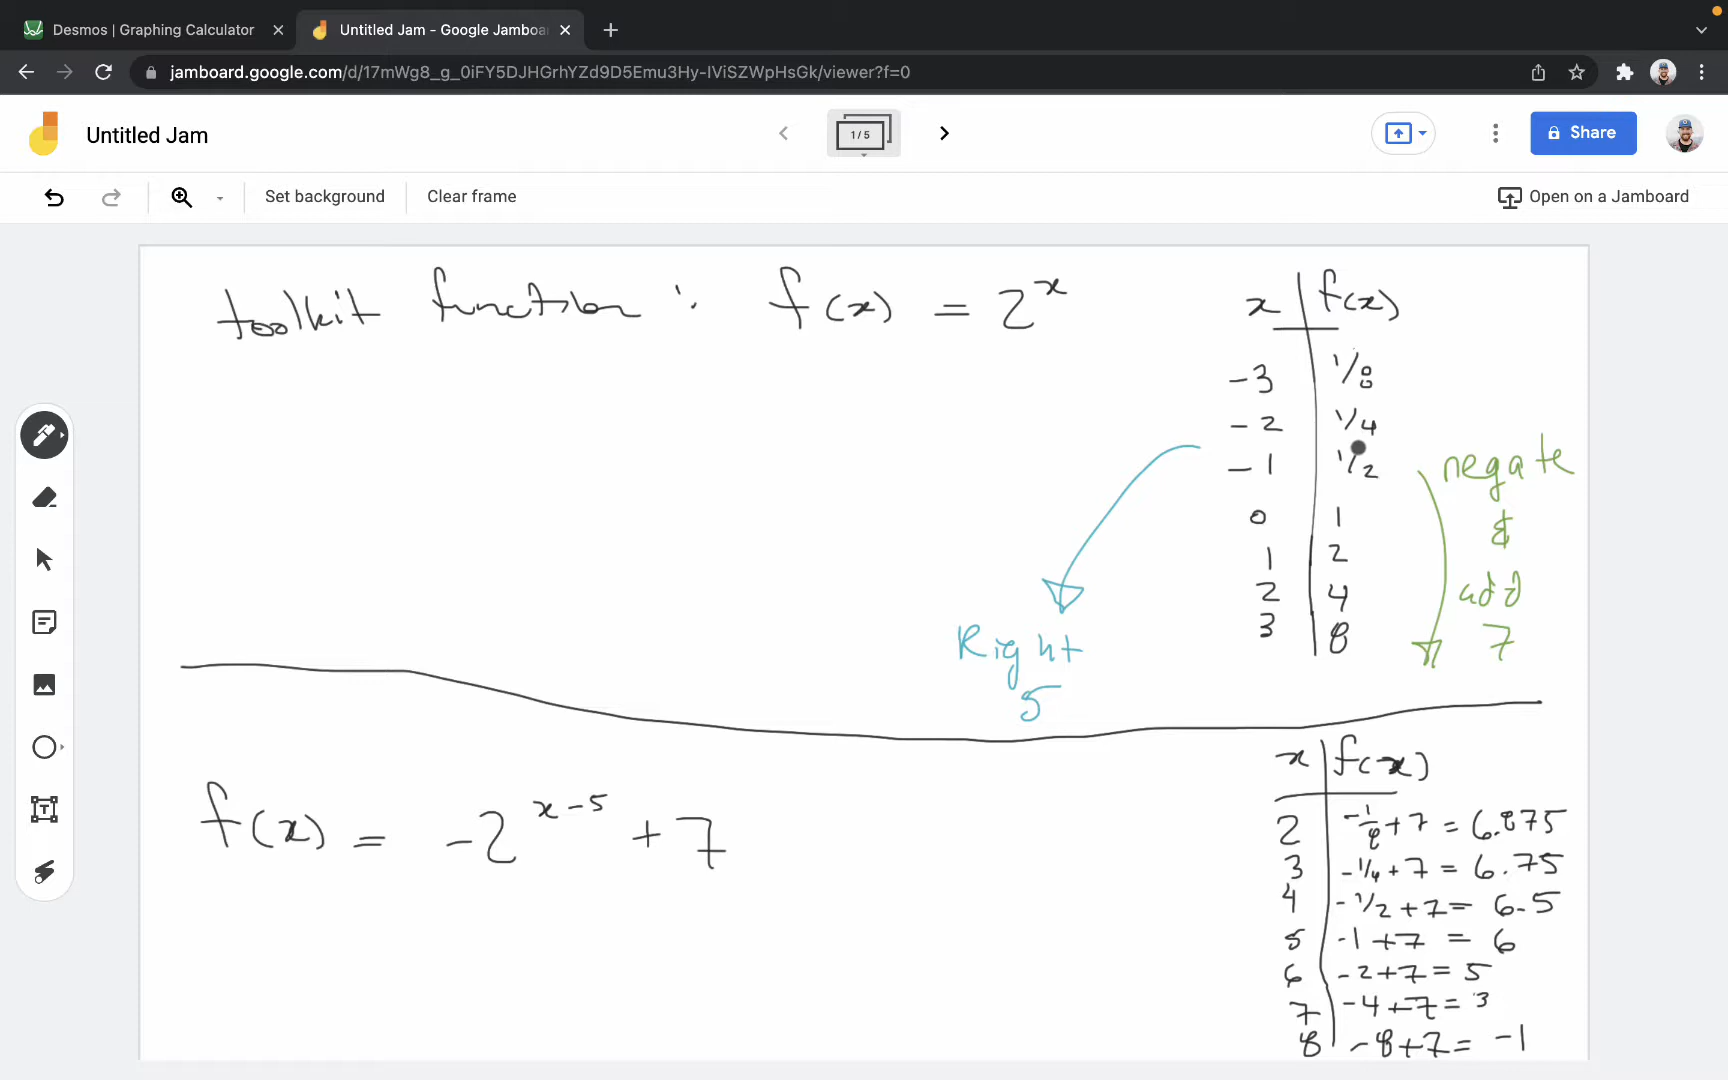 Desmos | Graphing Calculator
Untitled Jam - Google Jamboa
jamboard.google.com/d/17mWg8_g_0iFY5DJHGrhYZd9D5Emu3Hy-IViSZWpHsGk/viewer?f=0
Untitled Jam
1/5
Share
Set background
Clear frame
Open on a Jamboard
toolkit function : f(x) = 2^x
x | f(x)
-3 | 1/8
-2 | 1/4
-1 | 1/2
0 | 1
1 | 2
2 | 4
3 | 8
negate
&
add
7
Right
5
f(x) = -2^x-5 + 7
x | f(x)
2 | -1/8 + 7 = 6.875
3 | -1/4 + 7 = 6.75
4 | -1/2 + 7 = 6.5
5 | -1 + 7 = 6
6 | -2 + 7 = 5
7 | -4 + 7 = 3
8 | -8 + 7 = -1